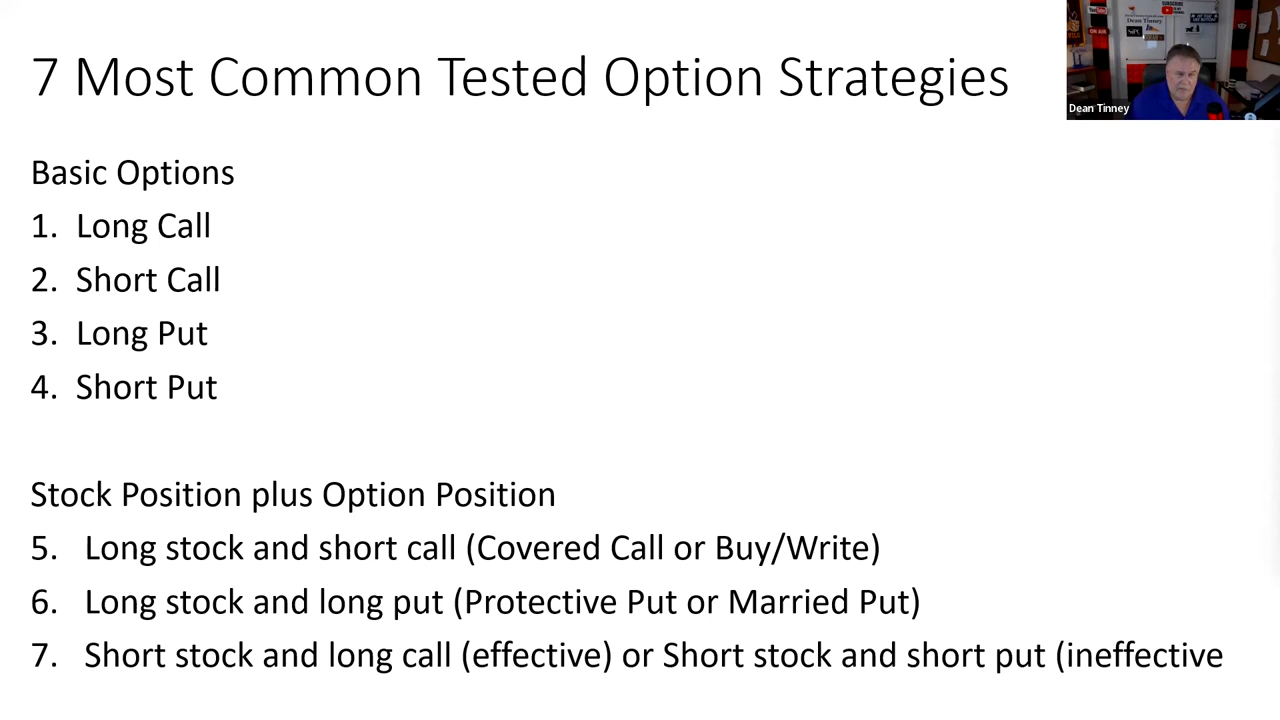 7 Most Common Tested Option Strategies
Dean Tinney
Basic Options
1. Long Call
2. Short Call
3. Long Put
4. Short Put
Stock Position plus Option Position
5. Long stock and short call (Covered Call or Buy/Write)
6. Long stock and long put (Protective Put or Married Put)
7. Short stock and long call (effective) or Short stock and short put (ineffective